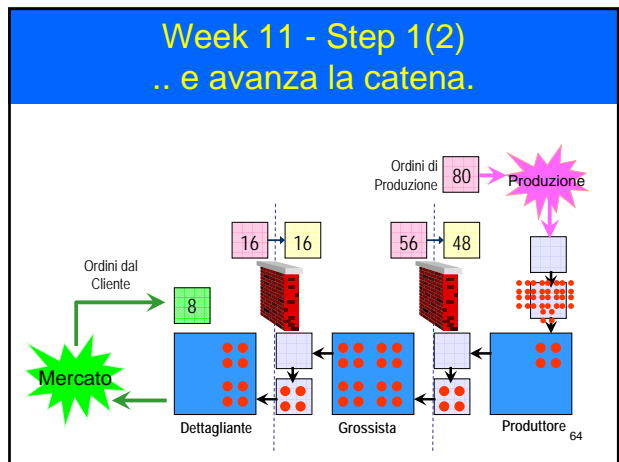 Week 11 - Step 1(2)
.. e avanza la catena.
Ordini di
Produzione
80
Produzione
16
16
56
48
Ordini dal
Cliente
8
Mercato
Dettagliante
Grossista
Produttore
64